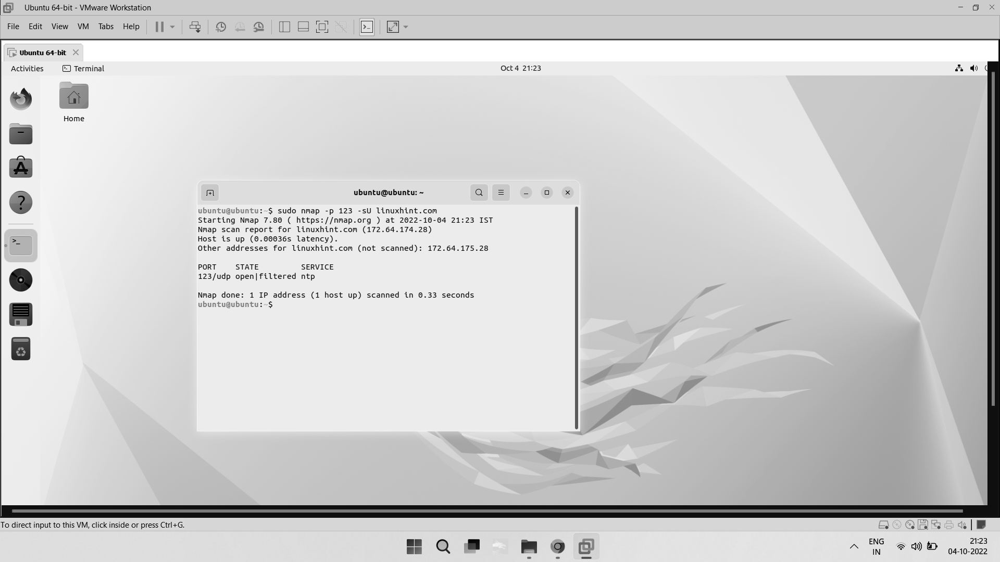 Ubuntu 64-bit - VMware Workstation
File Edit View VM Tabs Help
Ubuntu 64-bit
Activities Terminal Oct 4 21:23
Home
ubuntu@ubuntu: ~
ubuntu@ubuntu:~$ sudo nmap -p 123 -sU linuxhint.com
Starting Nmap 7.80 ( https://nmap.org ) at 2022-10-04 21:23 IST
Nmap scan report for linuxhint.com (172.64.174.28)
Host is up (0.00036s latency).
Other addresses for linuxhint.com (not scanned): 172.64.175.28
PORT STATE SERVICE
123/udp open|filtered ntp
Nmap done: 1 IP address (1 host up) scanned in 0.33 seconds
ubuntu@ubuntu:~$
To direct input to this VM, click inside or press Ctrl+G.
ENG 21:23
IN 04-10-2022